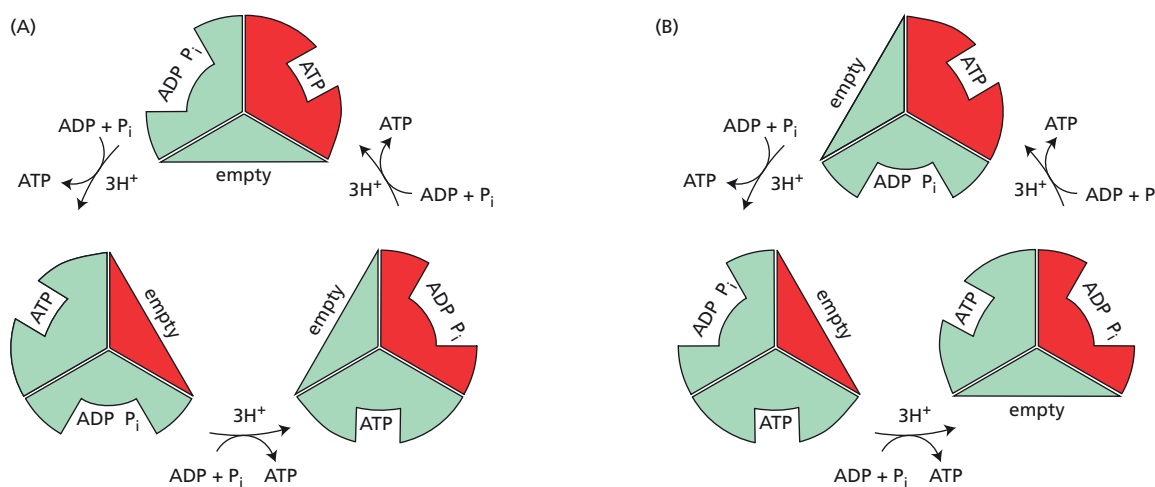 (A)
ADP Pi
ATP
empty
ADP + Pi
ATP
3H+
ATP
3H+
ADP + Pi
ATP
empty
ADP Pi
empty
ADP Pi
ATP
3H+
ADP + Pi ATP
(B)
empty
ATP
ADP Pi
ADP + Pi
ATP
3H+
ATP
3H+
ADP + P
ADP Pi
empty
ATP
ATP
ADP Pi
empty
3H+
ADP + Pi ATP